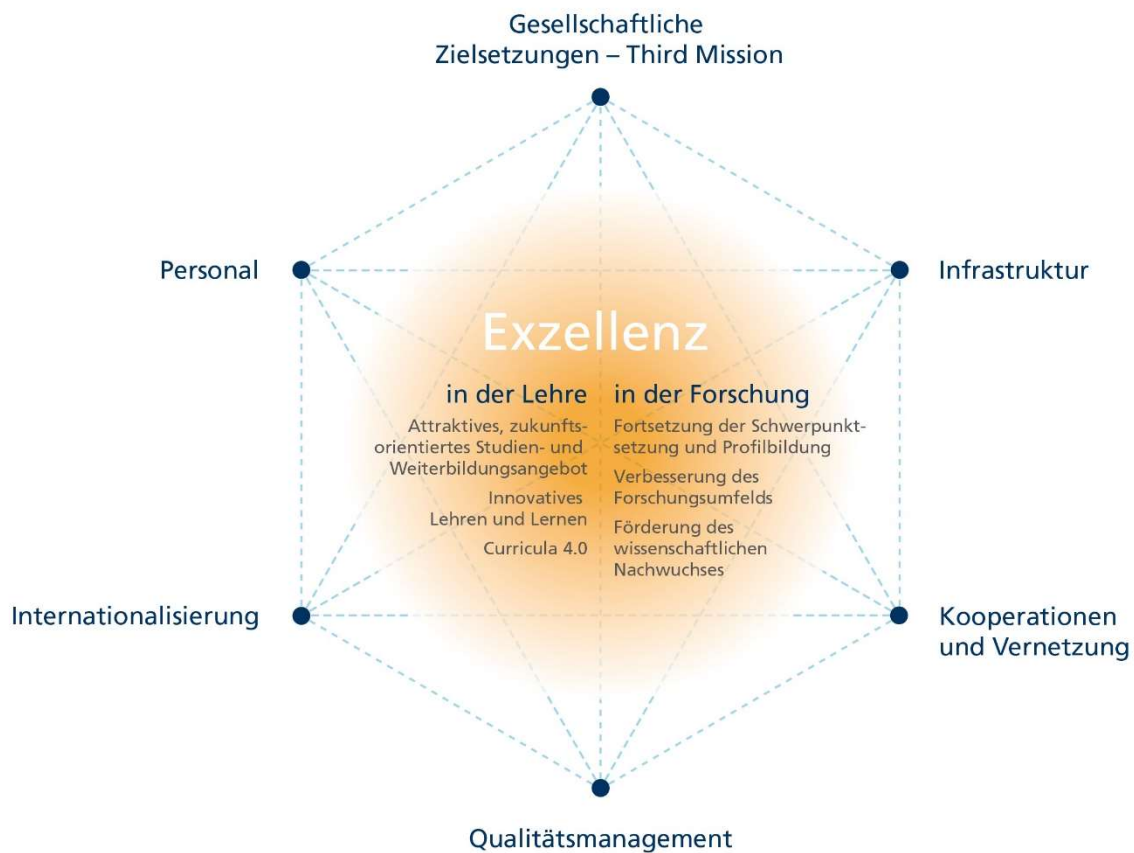 Gesellschaftliche
Zielsetzungen – Third Mission
Personal
Infrastruktur
Exzellenz
in der Lehre
Attraktives, zukunfts-
orientiertes Studien- und
Weiterbildungsangebot
Innovatives
Lehren und Lernen
Curricula 4.0
in der Forschung
Fortsetzung der Schwerpunkt-
setzung und Profilbildung
Verbesserung des
Forschungsumfelds
Förderung des
wissenschaftlichen
Nachwuchses
Internationalisierung
Kooperationen
und Vernetzung
Qualitätsmanagement